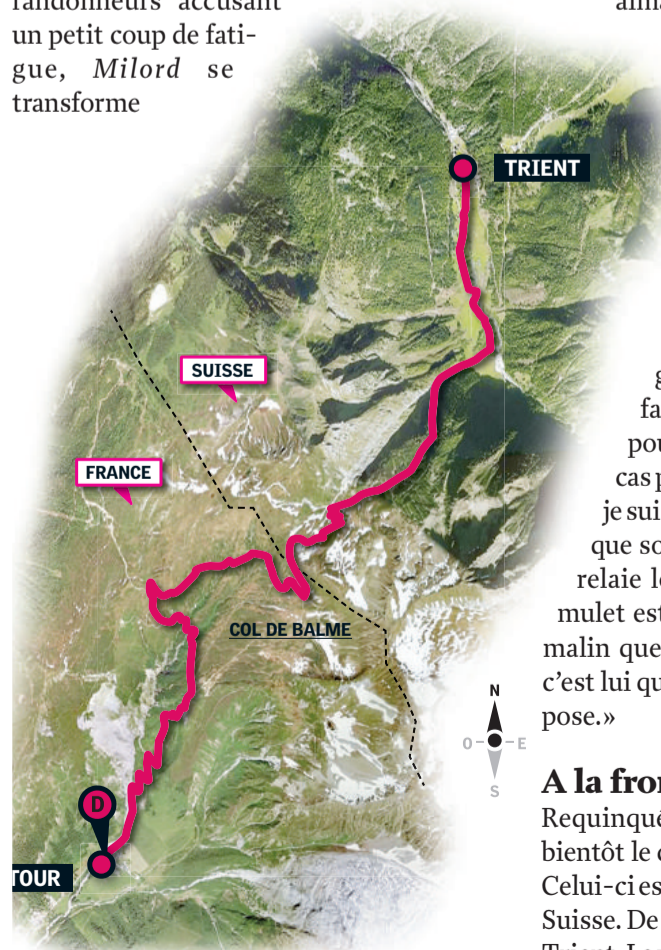 randonneurs accusant
un petit coup de fati-
gue, Milord se
transforme
TRIENT
SUISSE
FRANCE
COL DE BALME
D
TOUR
N
O E
S
pou
cas p
je sui
que so
relaie l
mulet est
malin que
c'est lui qu
pose.»
A la fron
Requinqué
bientôt le c
Celui-ci es
Suisse. De